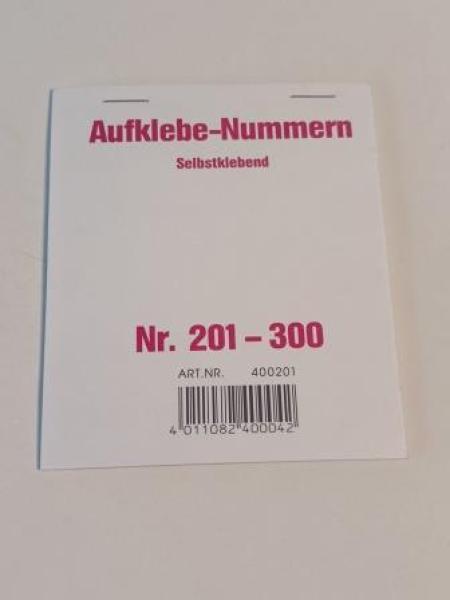 Aufklebe-Nummern
Selbstklebend
Nr. 201 – 300
ART.NR. 400201
4 011082 400042